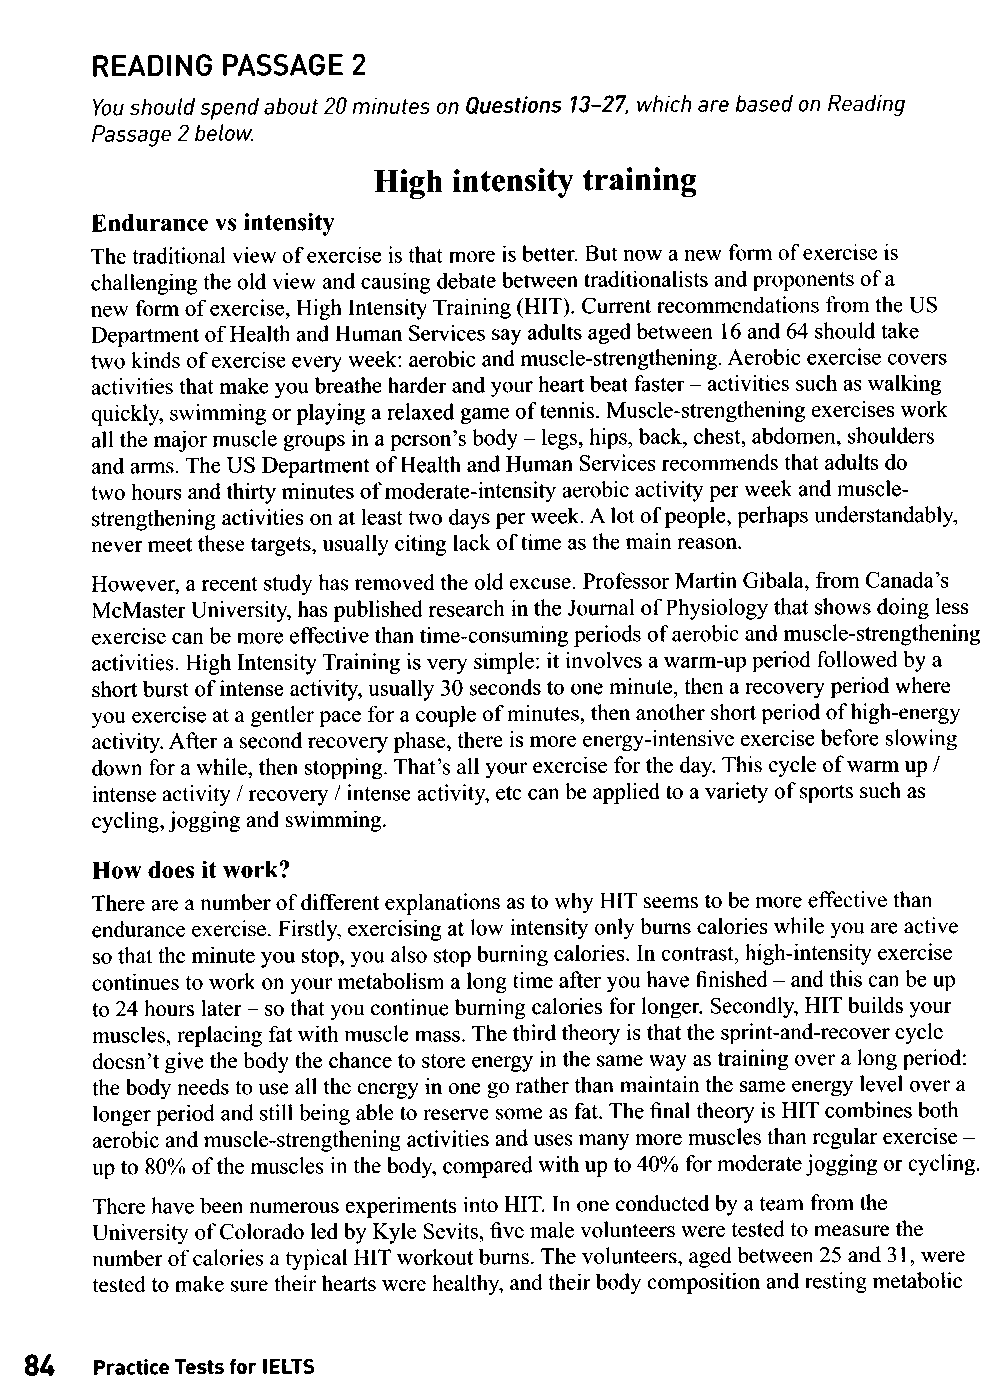 READING PASSAGE 2
You should spend about 20 minutes on Questions 13–27, which are based on Reading
Passage 2 below.
High intensity training
Endurance vs intensity
The traditional view of exercise is that more is better. But now a new form of exercise is
challenging the old view and causing debate between traditionalists and proponents of a
new form of exercise, High Intensity Training (HIT). Current recommendations from the US
Department of Health and Human Services say adults aged between 16 and 64 should take
two kinds of exercise every week: aerobic and muscle-strengthening. Aerobic exercise covers
activities that make you breathe harder and your heart beat faster – activities such as walking
quickly, swimming or playing a relaxed game of tennis. Muscle-strengthening exercises work
all the major muscle groups in a person's body – legs, hips, back, chest, abdomen, shoulders
and arms. The US Department of Health and Human Services recommends that adults do
two hours and thirty minutes of moderate-intensity aerobic activity per week and muscle-
strengthening activities on at least two days per week. A lot of people, perhaps understandably,
never meet these targets, usually citing lack of time as the main reason.
However, a recent study has removed the old excuse. Professor Martin Gibala, from Canada's
McMaster University, has published research in the Journal of Physiology that shows doing less
exercise can be more effective than time-consuming periods of aerobic and muscle-strengthening
activities. High Intensity Training is very simple: it involves a warm-up period followed by a
short burst of intense activity, usually 30 seconds to one minute, then a recovery period where
you exercise at a gentler pace for a couple of minutes, then another short period of high-energy
activity. After a second recovery phase, there is more energy-intensive exercise before slowing
down for a while, then stopping. That's all your exercise for the day. This cycle of warm up /
intense activity / recovery / intense activity, etc can be applied to a variety of sports such as
cycling, jogging and swimming.
How does it work?
There are a number of different explanations as to why HIT seems to be more effective than
endurance exercise. Firstly, exercising at low intensity only burns calories while you are active
so that the minute you stop, you also stop burning calories. In contrast, high-intensity exercise
continues to work on your metabolism a long time after you have finished – and this can be up
to 24 hours later – so that you continue burning calories for longer. Secondly, HIT builds your
muscles, replacing fat with muscle mass. The third theory is that the sprint-and-recover cycle
doesn't give the body the chance to store energy in the same way as training over a long period:
the body needs to use all the energy in one go rather than maintain the same energy level over a
longer period and still being able to reserve some as fat. The final theory is HIT combines both
aerobic and muscle-strengthening activities and uses many more muscles than regular exercise –
up to 80% of the muscles in the body, compared with up to 40% for moderate jogging or cycling.
There have been numerous experiments into HIT. In one conducted by a team from the
University of Colorado led by Kyle Sevits, five male volunteers were tested to measure the
number of calories a typical HIT workout burns. The volunteers, aged between 25 and 31, were
tested to make sure their hearts were healthy, and their body composition and resting metabolic
84 Practice Tests for IELTS